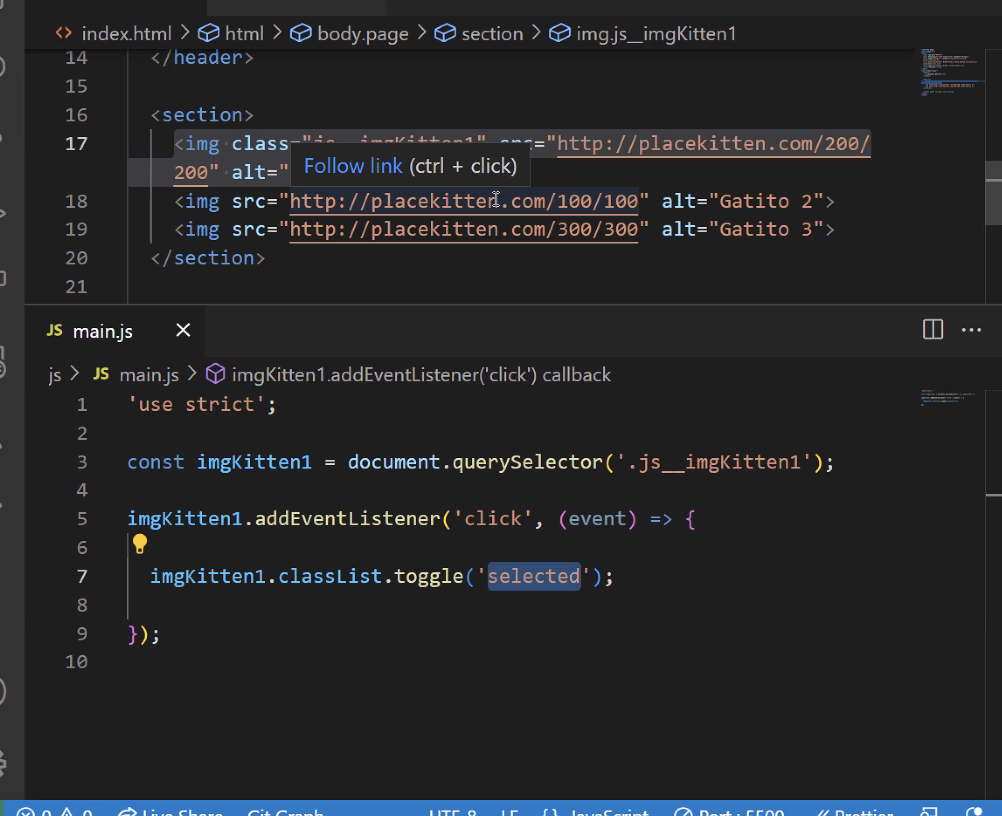 index.html > html > body.page > section > img.js__imgKitten1
14 </header>
15
16 <section>
17 <img class="js__imgKitten1" src="http://placekitten.com/200/
200" alt="
Follow link (ctrl + click)
18 <img src="http://placekitten.com/100/100" alt="Gatito 2">
19 <img src="http://placekitten.com/300/300" alt="Gatito 3">
20 </section>
21
JS main.js
js > JS main.js > imgKitten1.addEventListener('click') callback
1 'use strict';
2
3 const imgKitten1 = document.querySelector('.js__imgKitten1');
4
5 imgKitten1.addEventListener('click', (event) => {
6
7 imgKitten1.classList.toggle('selected');
8
9 });
10
0 0 Live Share Git Graph UTF-8 LF {} JavaScript Port : 5500 Prettier